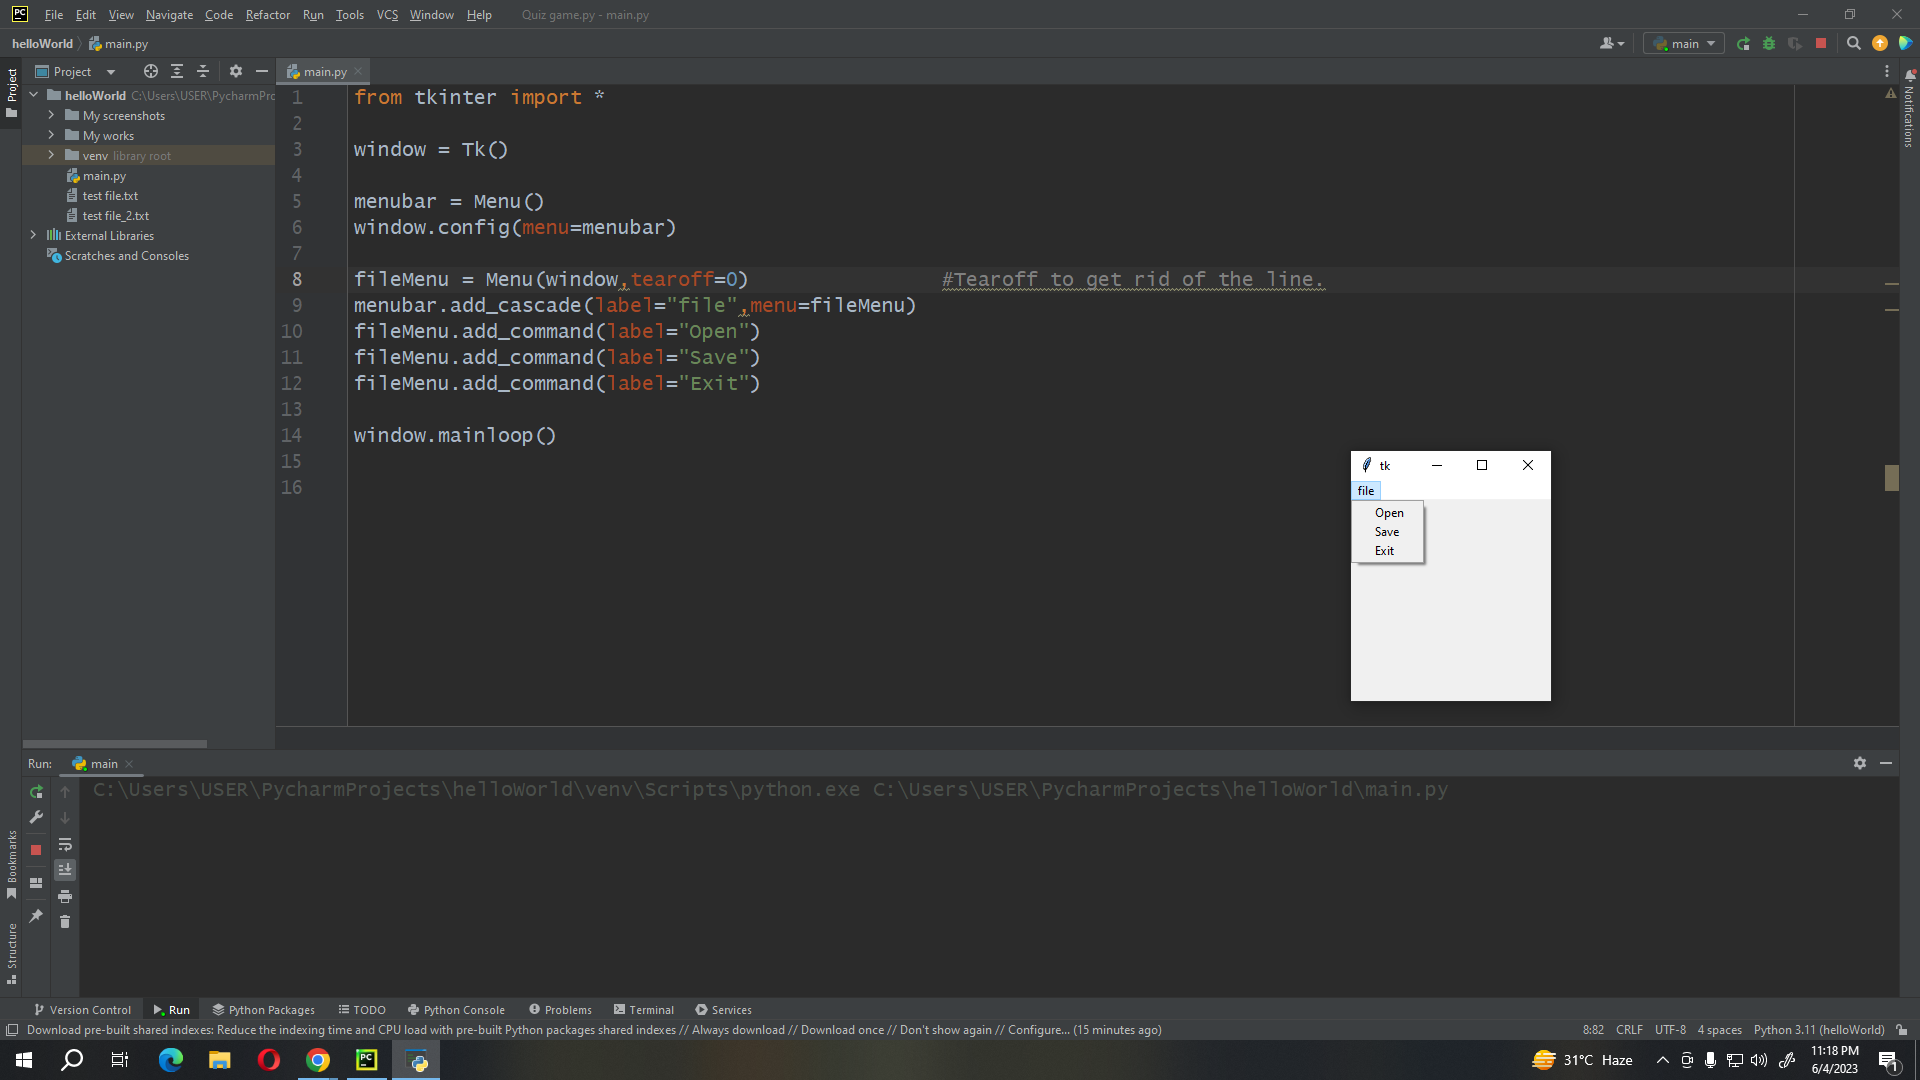 PC File Edit View Navigate Code Refactor Run Tools VCS Window Help Quiz game.py - main.py
helloWorld main.py main
Project main.py
Project
Notifications
helloWorld C:\Users\USER\PycharmPro
My screenshots
My works
venv library root
main.py
test file.txt
test file_2.txt
External Libraries
Scratches and Consoles
1 from tkinter import *
2
3 window = Tk()
4
5 menubar = Menu()
6 window.config(menu=menubar)
7
8 fileMenu = Menu(window,tearoff=0) #Tearoff to get rid of the line.
9 menubar.add_cascade(label="file",menu=fileMenu)
10 fileMenu.add_command(label="Open")
11 fileMenu.add_command(label="Save")
12 fileMenu.add_command(label="Exit")
13
14 window.mainloop()
15
16
tk
file
Open
Save
Exit
Run: main
C:\Users\USER\PycharmProjects\helloWorld\venv\Scripts\python.exe C:\Users\USER\PycharmProjects\helloWorld\main.py
Bookmarks
Structure
Version Control Run Python Packages TODO Python Console Problems Terminal Services
Download pre-built shared indexes: Reduce the indexing time and CPU load with pre-built Python packages shared indexes // Always download // Download once // Don't show again // Configure... (15 minutes ago) 8:82 CRLF UTF-8 4 spaces Python 3.11 (helloWorld)
PC 31°C Haze 11:18 PM
6/4/2023 1